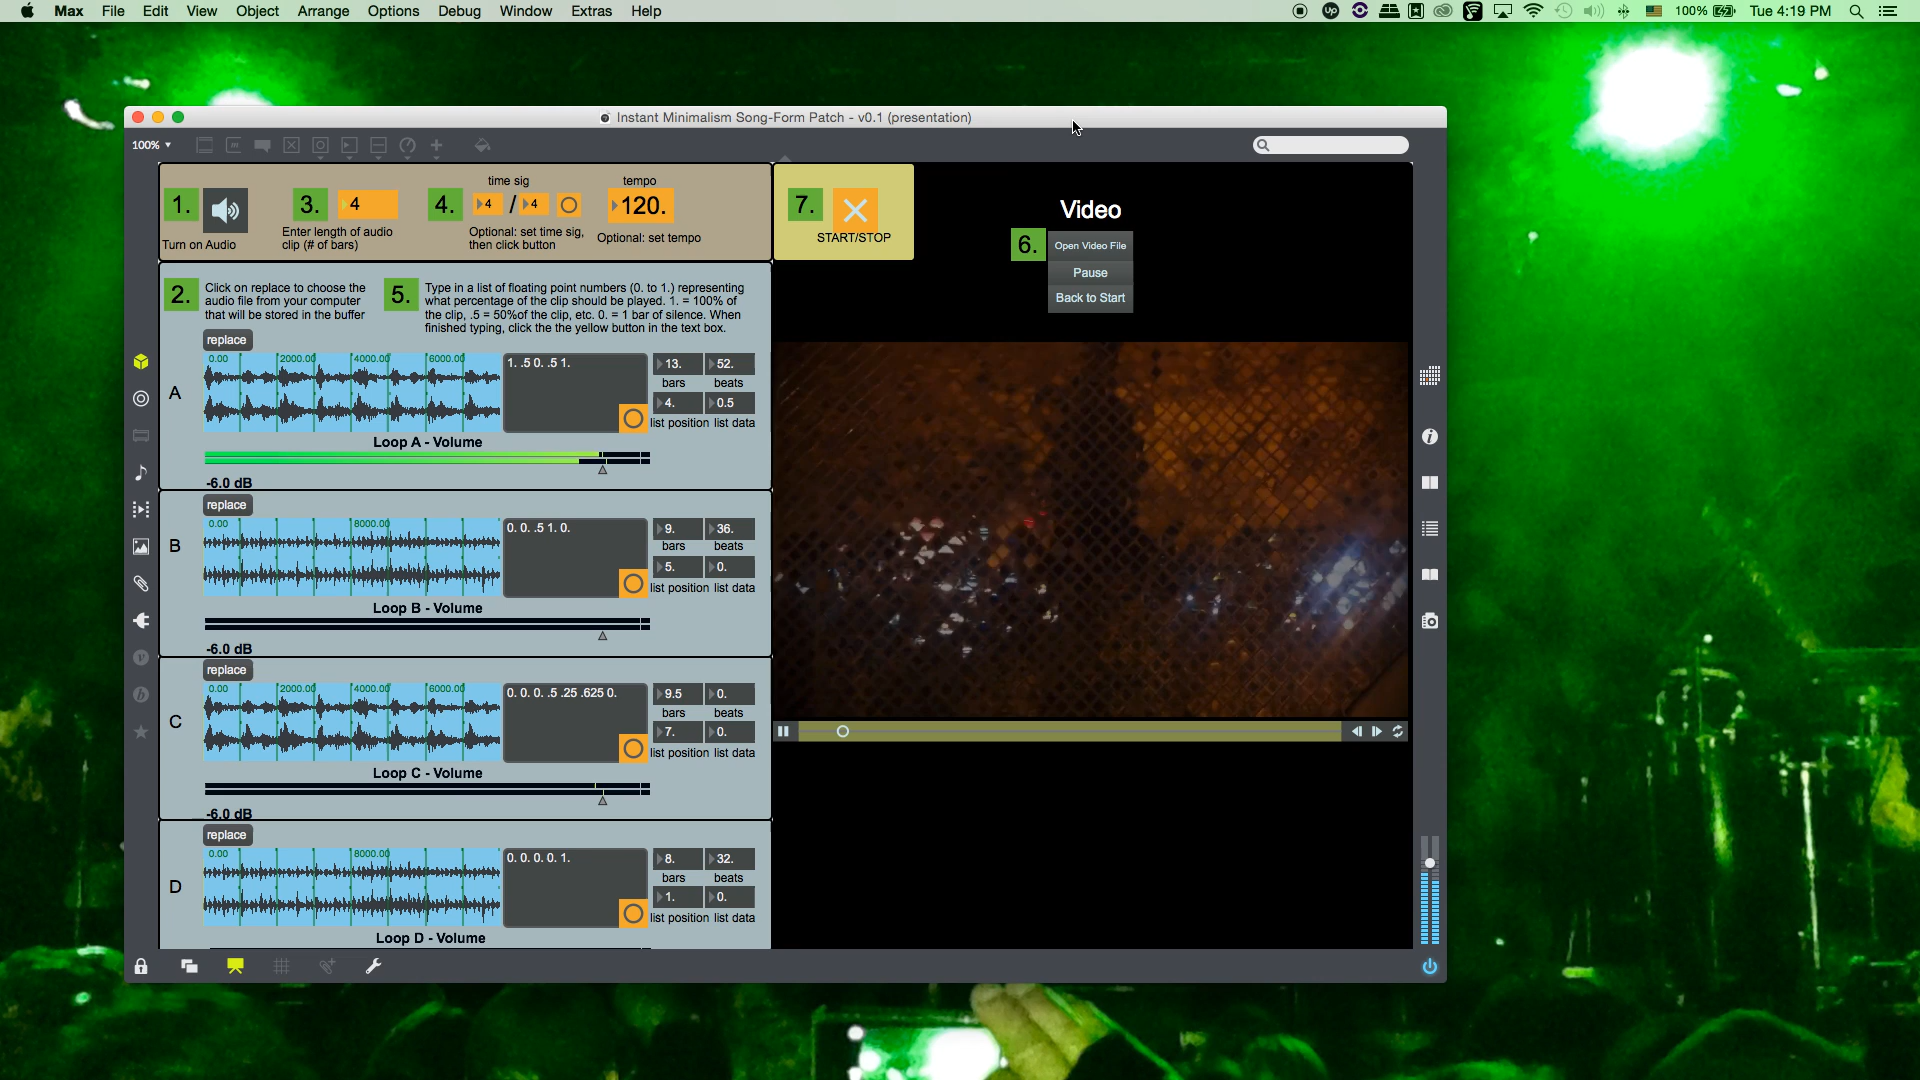 Max File Edit View Object Arrange Options Debug Window Extras Help
100% Tue 4:19 PM
Instant Minimalism Song-Form Patch - v0.1 (presentation)
100%
1.
Turn on Audio
3. 4
Enter length of audio
clip (# of bars)
4.
time sig
4 / 4
Optional: set time sig,
then click button
tempo
120.
Optional: set tempo
7.
START/STOP
Video
6. Open Video File
Pause
Back to Start
2.
Click on replace to choose the
audio file from your computer
that will be stored in the buffer
5.
Type in a list of floating point numbers (0. to 1.) representing
what percentage of the clip should be played. 1. = 100% of
the clip, .5 = 50%of the clip, etc. 0. = 1 bar of silence. When
finished typing, click the the yellow button in the text box.
replace
A
0.00 2000.00 4000.00 6000.00
1. .5 0. .5 1.
13. 52.
bars beats
4. 0.5
list position list data
Loop A - Volume
-6.0 dB
replace
B
0.00 8000.00
0. 0. .5 1. 0.
9. 36.
bars beats
5. 0.
list position list data
Loop B - Volume
-6.0 dB
replace
C
0.00 2000.00 4000.00 6000.00
0. 0. 0. .5 .25 .625 0.
9.5 0.
bars beats
7. 0.
list position list data
Loop C - Volume
-6.0 dB
replace
D
0.00 8000.00
0. 0. 0. 0. 1.
8. 32.
bars beats
1. 0.
list position list data
Loop D - Volume